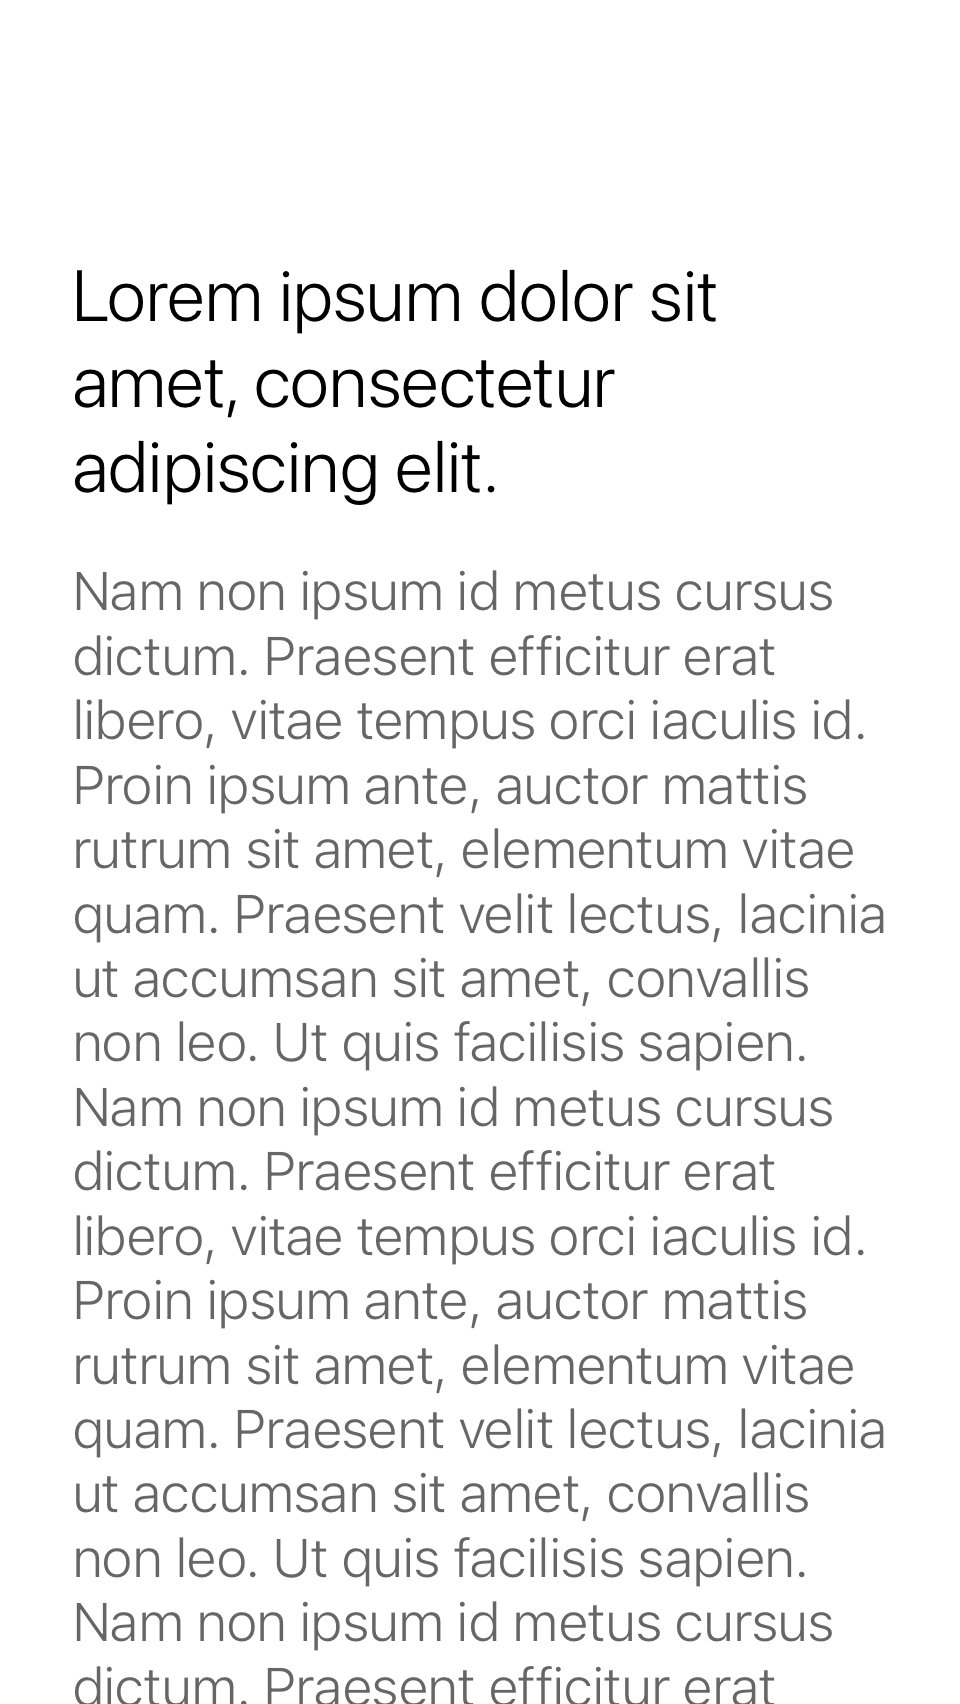 Lorem ipsum dolor sit
amet, consectetur
adipiscing elit.
Nam non ipsum id metus cursus
dictum. Praesent efficitur erat
libero, vitae tempus orci iaculis id.
Proin ipsum ante, auctor mattis
rutrum sit amet, elementum vitae
quam. Praesent velit lectus, lacinia
ut accumsan sit amet, convallis
non leo. Ut quis facilisis sapien.
Nam non ipsum id metus cursus
dictum. Praesent efficitur erat
libero, vitae tempus orci iaculis id.
Proin ipsum ante, auctor mattis
rutrum sit amet, elementum vitae
quam. Praesent velit lectus, lacinia
ut accumsan sit amet, convallis
non leo. Ut quis facilisis sapien.
Nam non ipsum id metus cursus
dictum. Praesent efficitur erat